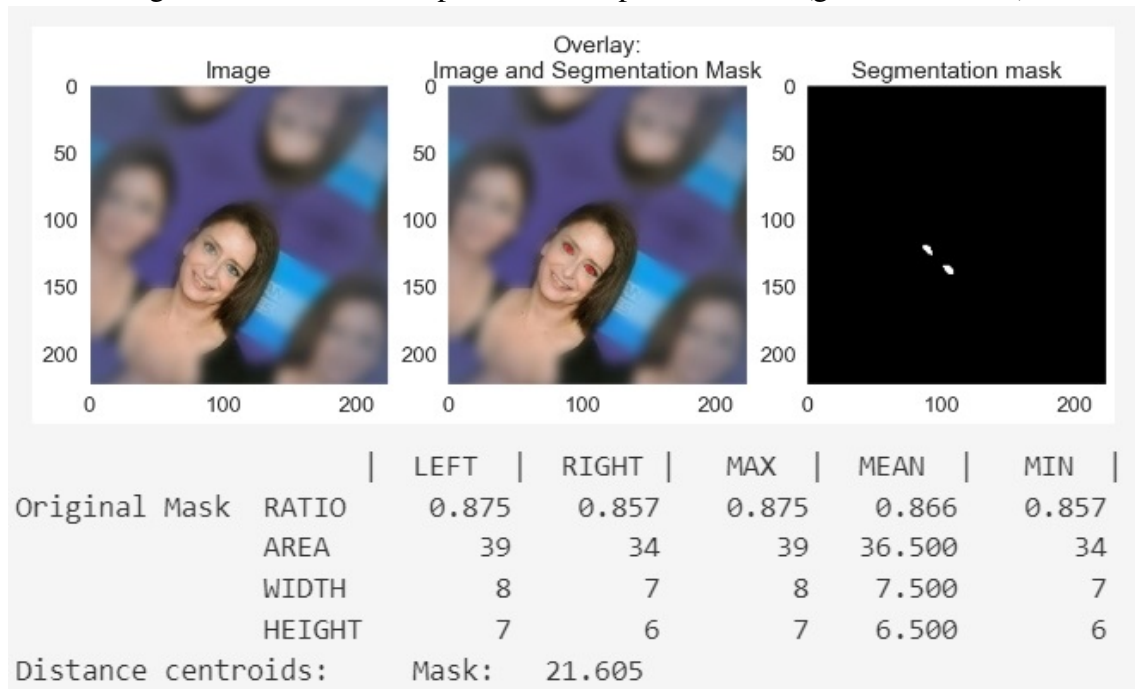 Overlay:
Image
Image and Segmentation Mask
Segmentation mask
0
50
100
150
200
0
50
100
150
200
0
50
100
150
200
0 100 200
0 100 200
0 100 200
| LEFT | RIGHT | MAX | MEAN | MIN |
Original Mask RATIO 0.875 0.857 0.875 0.866 0.857
AREA 39 34 39 36.500 34
WIDTH 8 7 8 7.500 7
HEIGHT 7 6 7 6.500 6
Distance centroids: Mask: 21.605